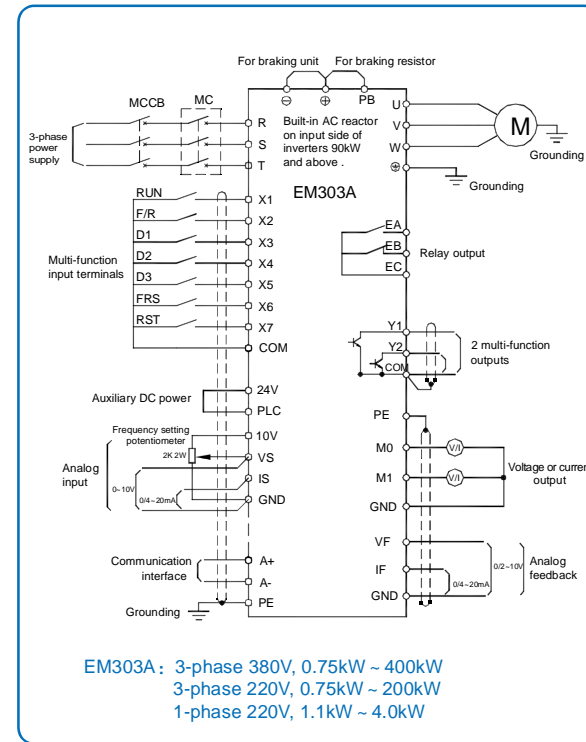 For braking unit
For braking resistor
MCCB
MC
⊖
⊕
PB
3-phase
power
supply
R
S
T
Built-in AC reactor
on input side of
inverters 90kW
and above .
EM303A
U
V
W
M
Grounding
Grounding
Multi-function
input terminals
RUN
F/R
D1
D2
D3
FRS
RST
X1
X2
X3
X4
X5
X6
X7
COM
EA
EB
EC
Relay output
Y1
Y2
COM
2 multi-function
outputs
Auxiliary DC power
24V
PLC
Frequency setting
potentiometer
2K 2W
Analog
input
0~10V
0/4~20mA
10V
VS
IS
GND
PE
M0
M1
GND
V/I
V/I
Voltage or current
output
VF
IF
GND
0/2~10V
0/4~20mA
Analog
feedback
Communication
interface
A+
A-
PE
Grounding
EM303A: 3-phase 380V, 0.75kW ~ 400kW
3-phase 220V, 0.75kW ~ 200kW
1-phase 220V, 1.1kW ~ 4.0kW